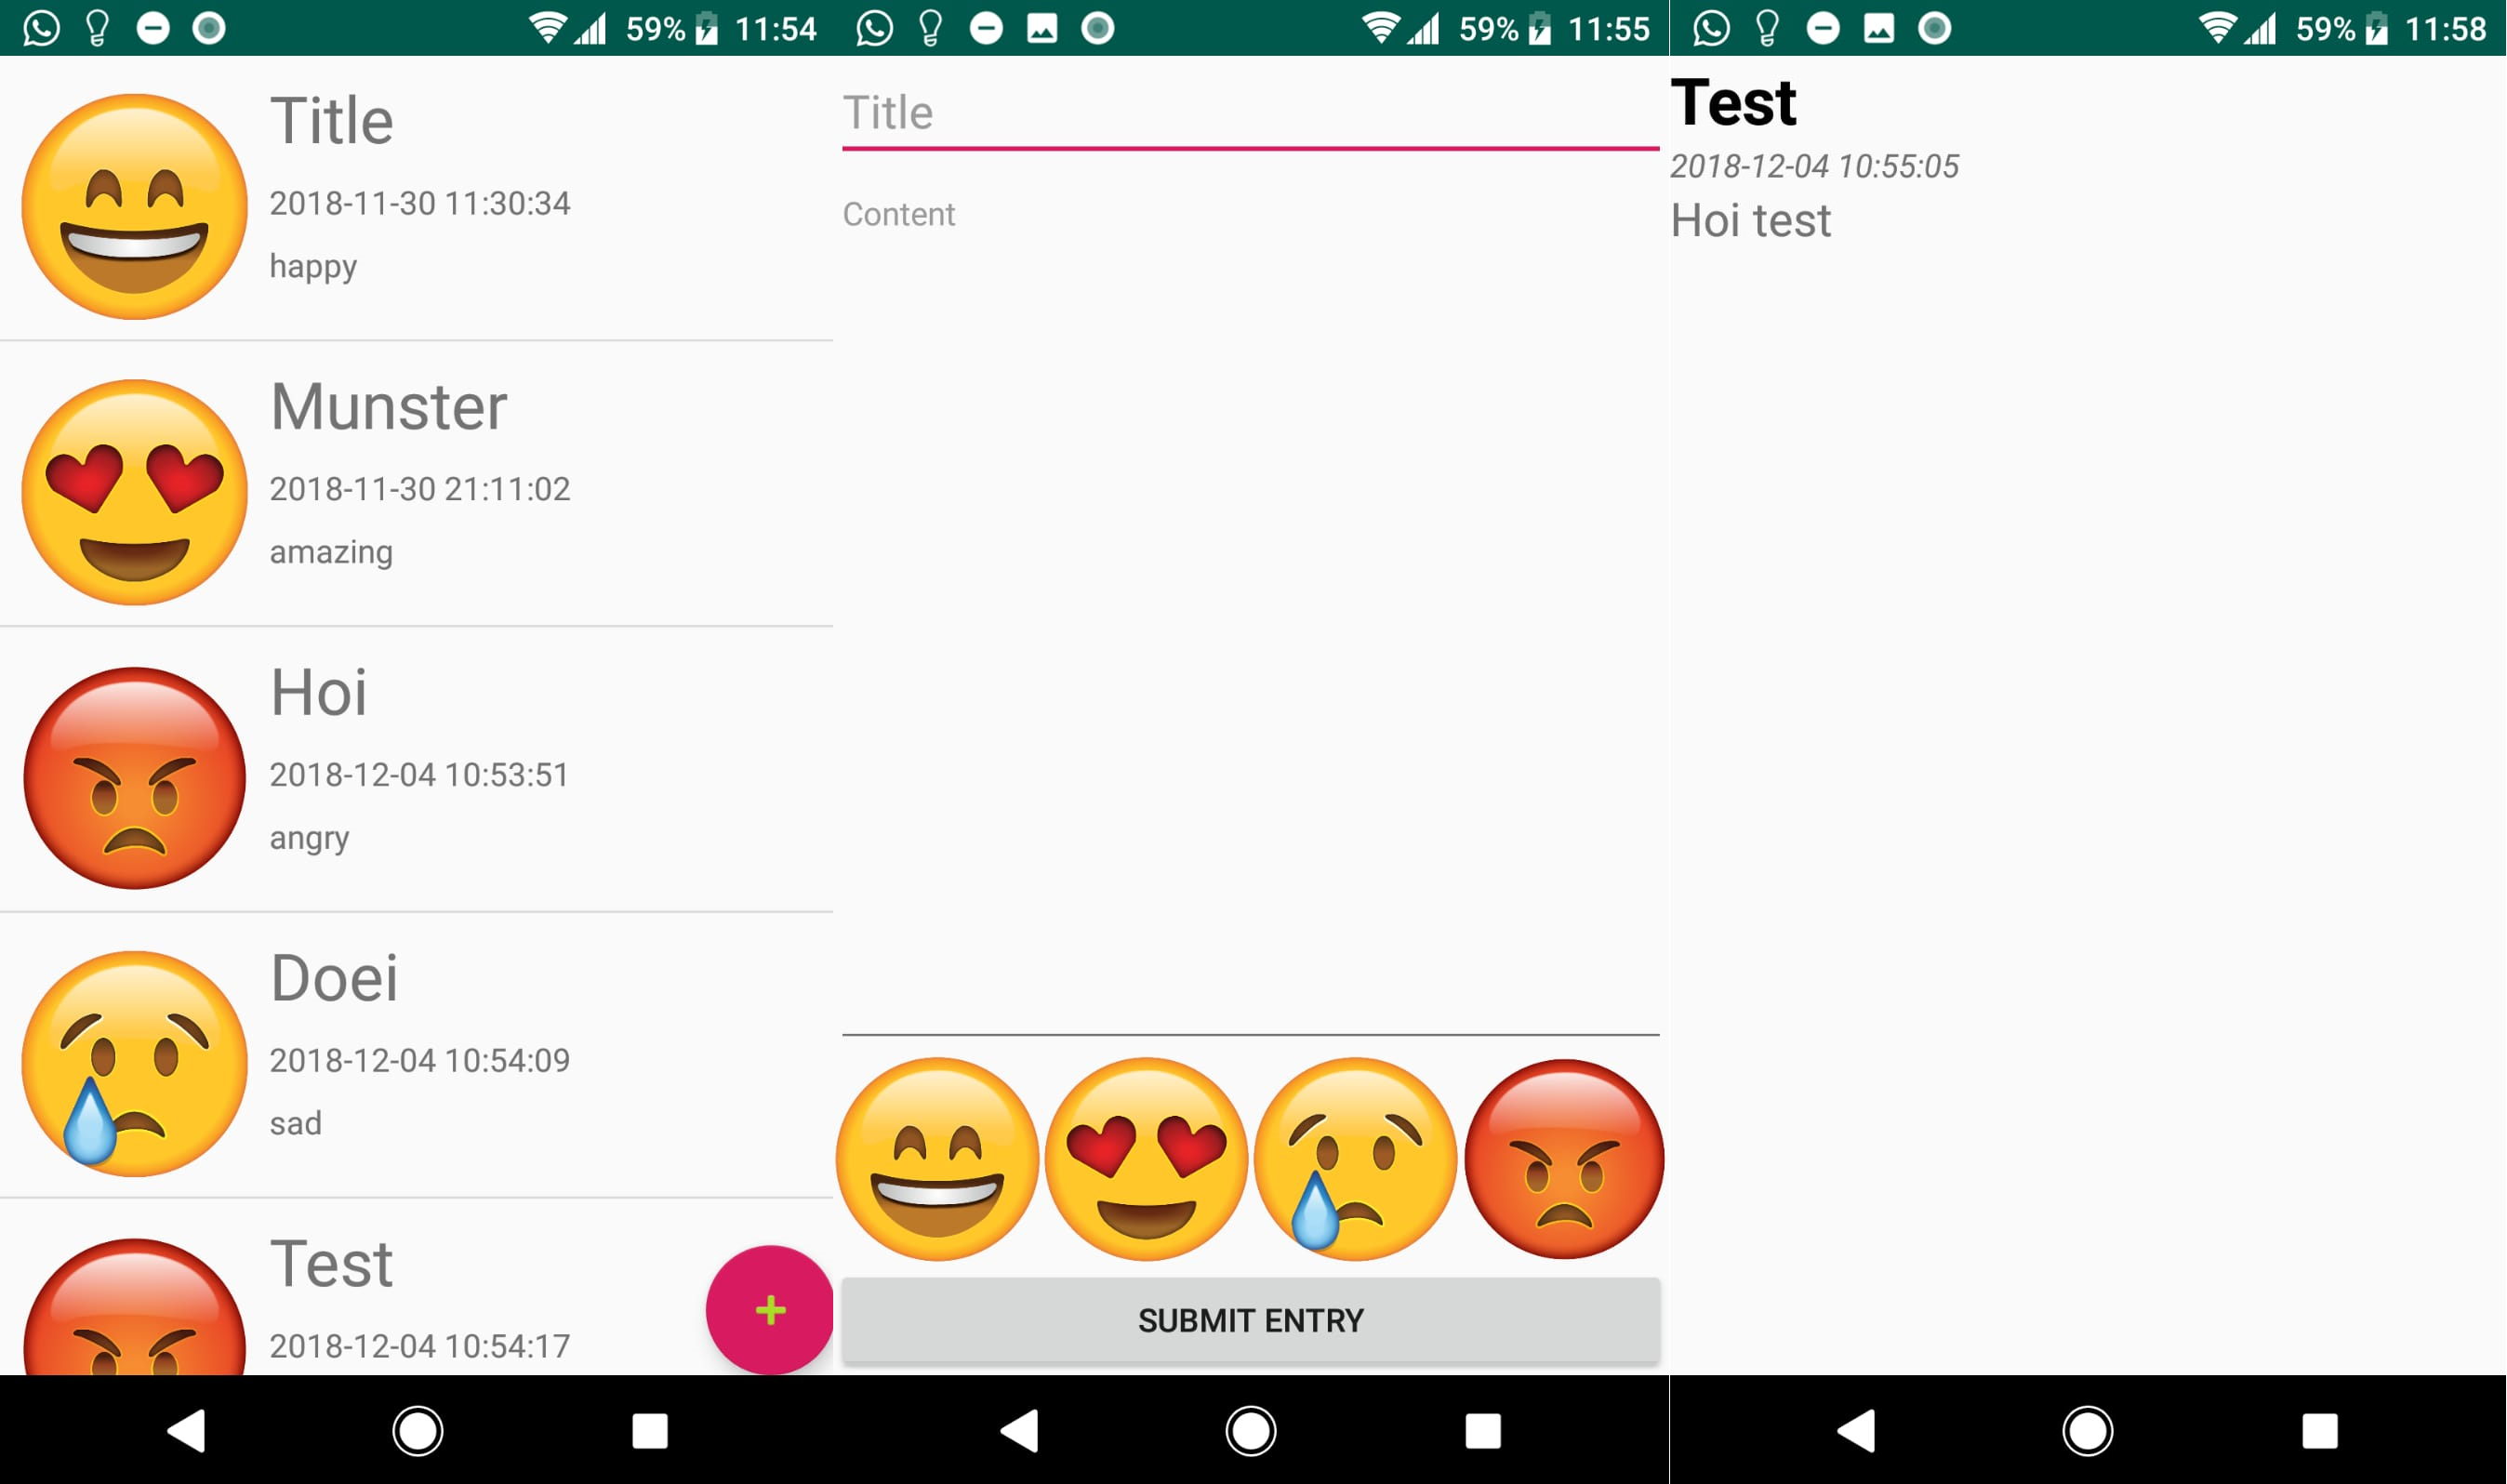 59% 11:54
Title
2018-11-30 11:30:34
happy
Munster
2018-11-30 21:11:02
amazing
Hoi
2018-12-04 10:53:51
angry
Doei
2018-12-04 10:54:09
sad
Test
2018-12-04 10:54:17
59% 11:55
Title
Content
SUBMIT ENTRY
59% 11:58
Test
2018-12-04 10:55:05
Hoi test